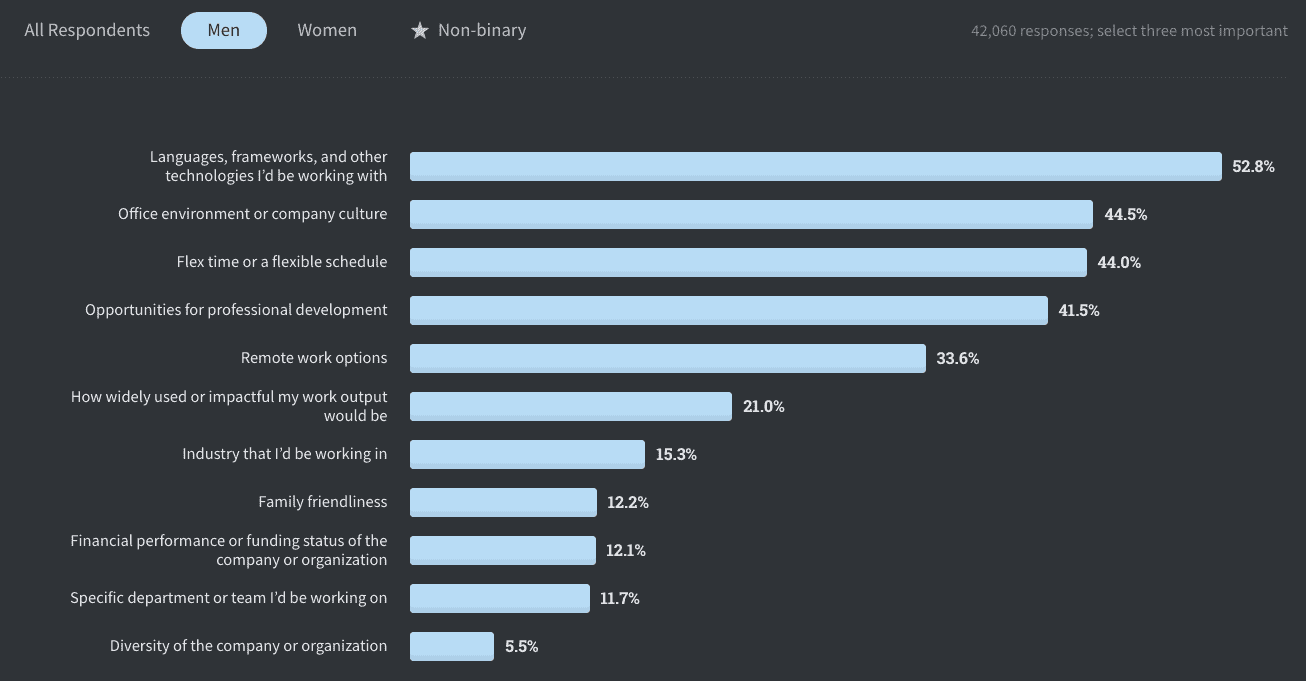 All Respondents Men Women Non-binary 42,060 responses; select three most important
Languages, frameworks, and other
technologies I’d be working with
52.8%
Office environment or company culture 44.5%
Flex time or a flexible schedule 44.0%
Opportunities for professional development 41.5%
Remote work options 33.6%
How widely used or impactful my work output
would be
21.0%
Industry that I’d be working in 15.3%
Family friendliness 12.2%
Financial performance or funding status of the
company or organization
12.1%
Specific department or team I’d be working on 11.7%
Diversity of the company or organization 5.5%